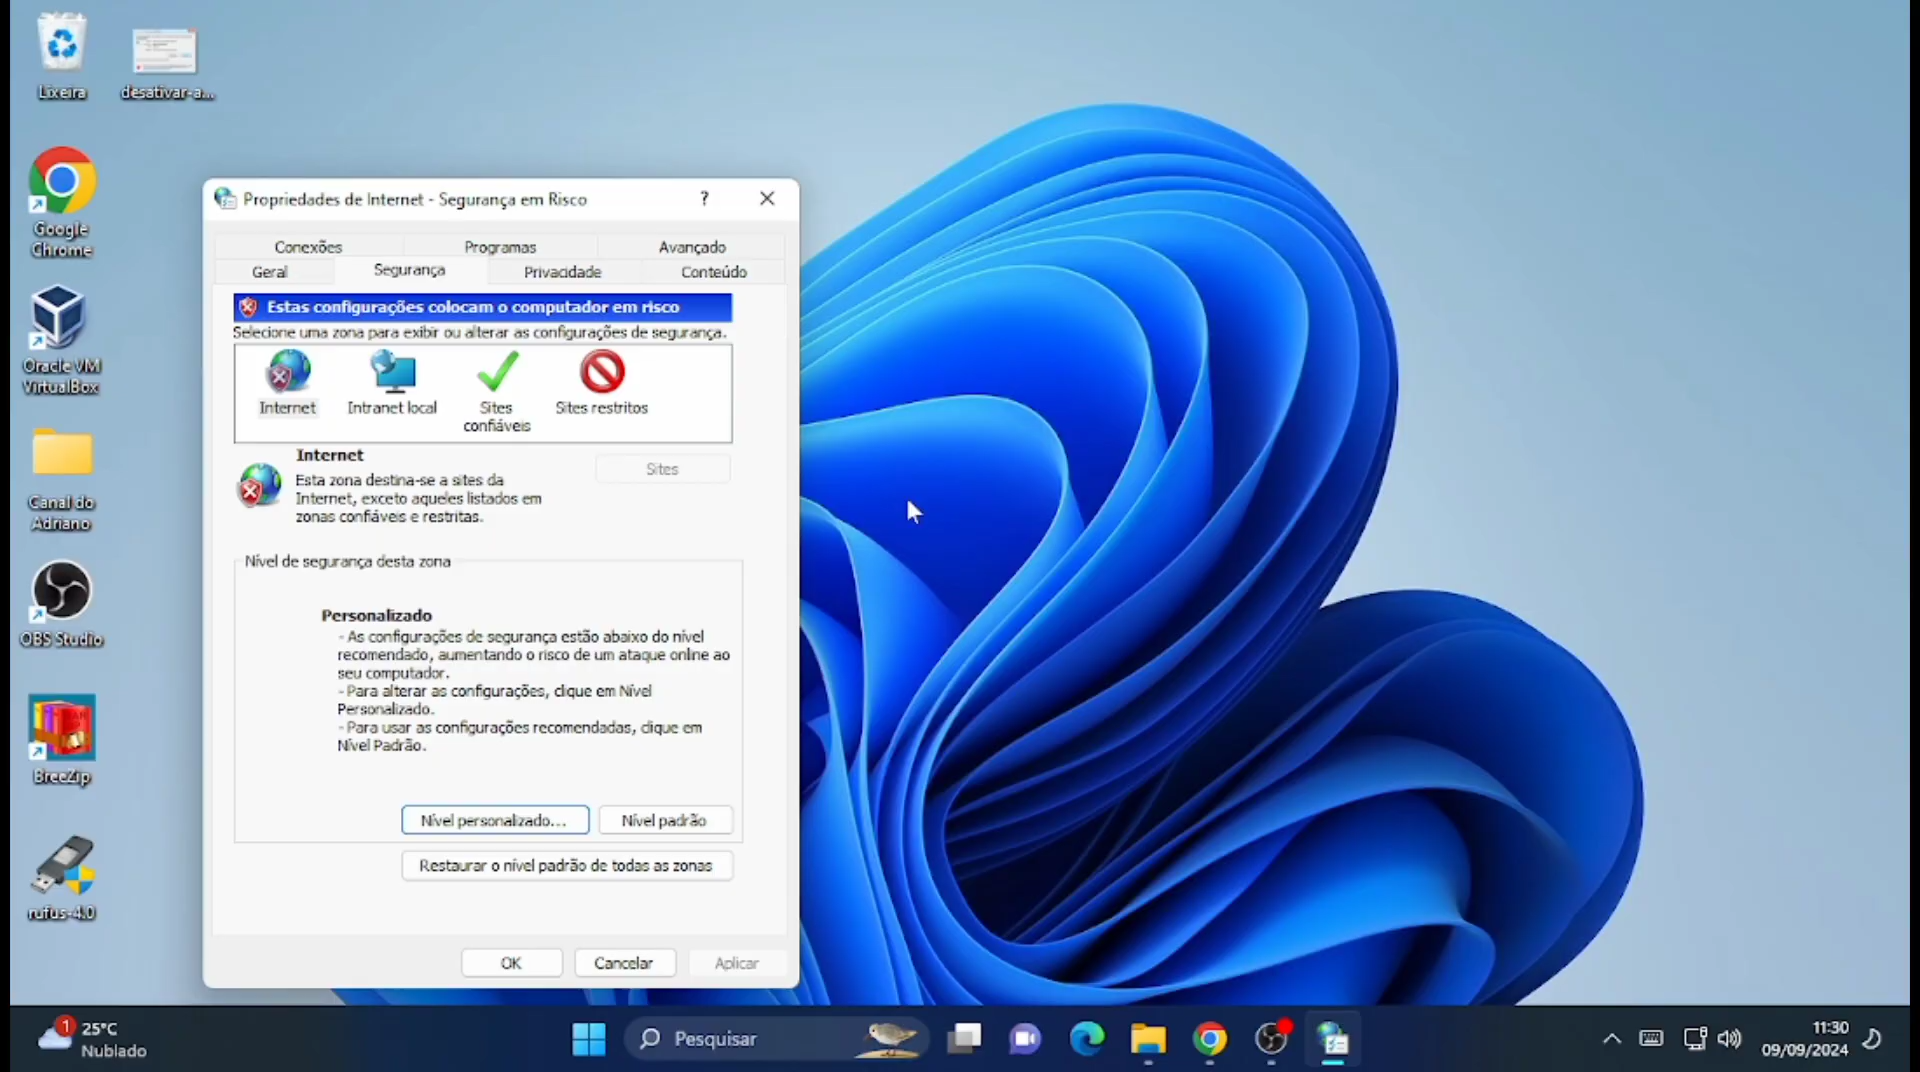 Lixeira
desativar-a...
Google
Chrome
Oracle VM
VirtualBox
Canal do
Adriano
OBS Studio
BreeZip
rufus-4.0
Propriedades de Internet - Segurança em Risco
?
Conexões
Programas
Avançado
Geral
Segurança
Privacidade
Conteúdo
Estas configurações colocam o computador em risco
Selecione uma zona para exibir ou alterar as configurações de segurança.
Internet
Intranet local
Sites
confiáveis
Sites restritos
Internet
Sites
Esta zona destina-se a sites da
Internet, exceto aqueles listados em
zonas confiáveis e restritas.
Nível de segurança desta zona
Personalizado
- As configurações de segurança estão abaixo do nível
recomendado, aumentando o risco de um ataque online ao
seu computador.
- Para alterar as configurações, clique em Nível
Personalizado.
- Para usar as configurações recomendadas, clique em
Nível Padrão.
Nível personalizado...
Nível padrão
Restaurar o nível padrão de todas as zonas
OK
Cancelar
Aplicar
1
25°C
Nublado
Pesquisar
11:30
09/09/2024